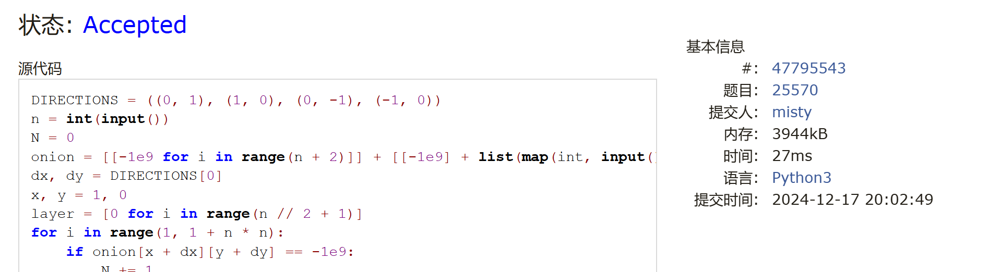 状态: Accepted
源代码
DIRECTIONS = ((0, 1), (1, 0), (0, -1), (-1, 0))
n = int(input())
N = 0
onion = [[-1e9 for i in range(n + 2)]] + [[-1e9] + list(map(int, input()
dx, dy = DIRECTIONS[0]
x, y = 1, 0
layer = [0 for i in range(n // 2 + 1)]
for i in range(1, 1 + n * n):
    if onion[x + dx][y + dy] == -1e9:
        N += 1
基本信息
#: 47795543
题目: 25570
提交人: misty
内存: 3944kB
时间: 27ms
语言: Python3
提交时间: 2024-12-17 20:02:49